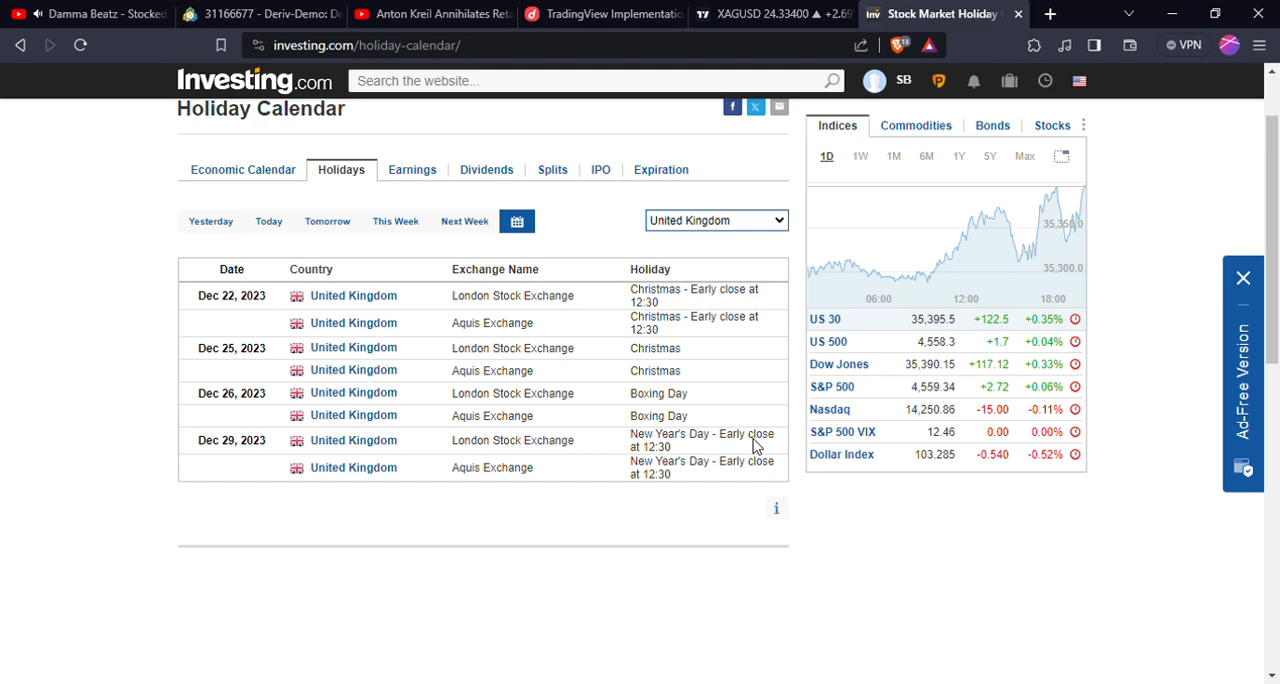 Damma Beatz - Stocked
31166677 - Deriv-Demo: De
Anton Kreil Annihilates Reta
TradingView Implementatio
XAGUSD 24.33400 ▲ +2.69
Inv Stock Market Holiday
investing.com/holiday-calendar/
VPN
Investing.com
Search the website...
SB
Holiday Calendar
Economic Calendar Holidays Earnings Dividends Splits IPO Expiration
Yesterday Today Tomorrow This Week Next Week
United Kingdom
Date Country Exchange Name Holiday
Dec 22, 2023 United Kingdom London Stock Exchange Christmas - Early close at
12:30
United Kingdom Aquis Exchange Christmas - Early close at
12:30
Dec 25, 2023 United Kingdom London Stock Exchange Christmas
United Kingdom Aquis Exchange Christmas
Dec 26, 2023 United Kingdom London Stock Exchange Boxing Day
United Kingdom Aquis Exchange Boxing Day
Dec 29, 2023 United Kingdom London Stock Exchange New Year's Day - Early close
at 12:30
United Kingdom Aquis Exchange New Year's Day - Early close
at 12:30
i
Indices Commodities Bonds Stocks
1D 1W 1M 6M 1Y 5Y Max
35,350.0
35,300.0
06:00 12:00 18:00
US 30 35,395.5 +122.5 +0.35%
US 500 4,558.3 +1.7 +0.04%
Dow Jones 35,390.15 +117.12 +0.33%
S&P 500 4,559.34 +2.72 +0.06%
Nasdaq 14,250.86 -15.00 -0.11%
S&P 500 VIX 12.46 0.00 0.00%
Dollar Index 103.285 -0.540 -0.52%
Ad-Free Version